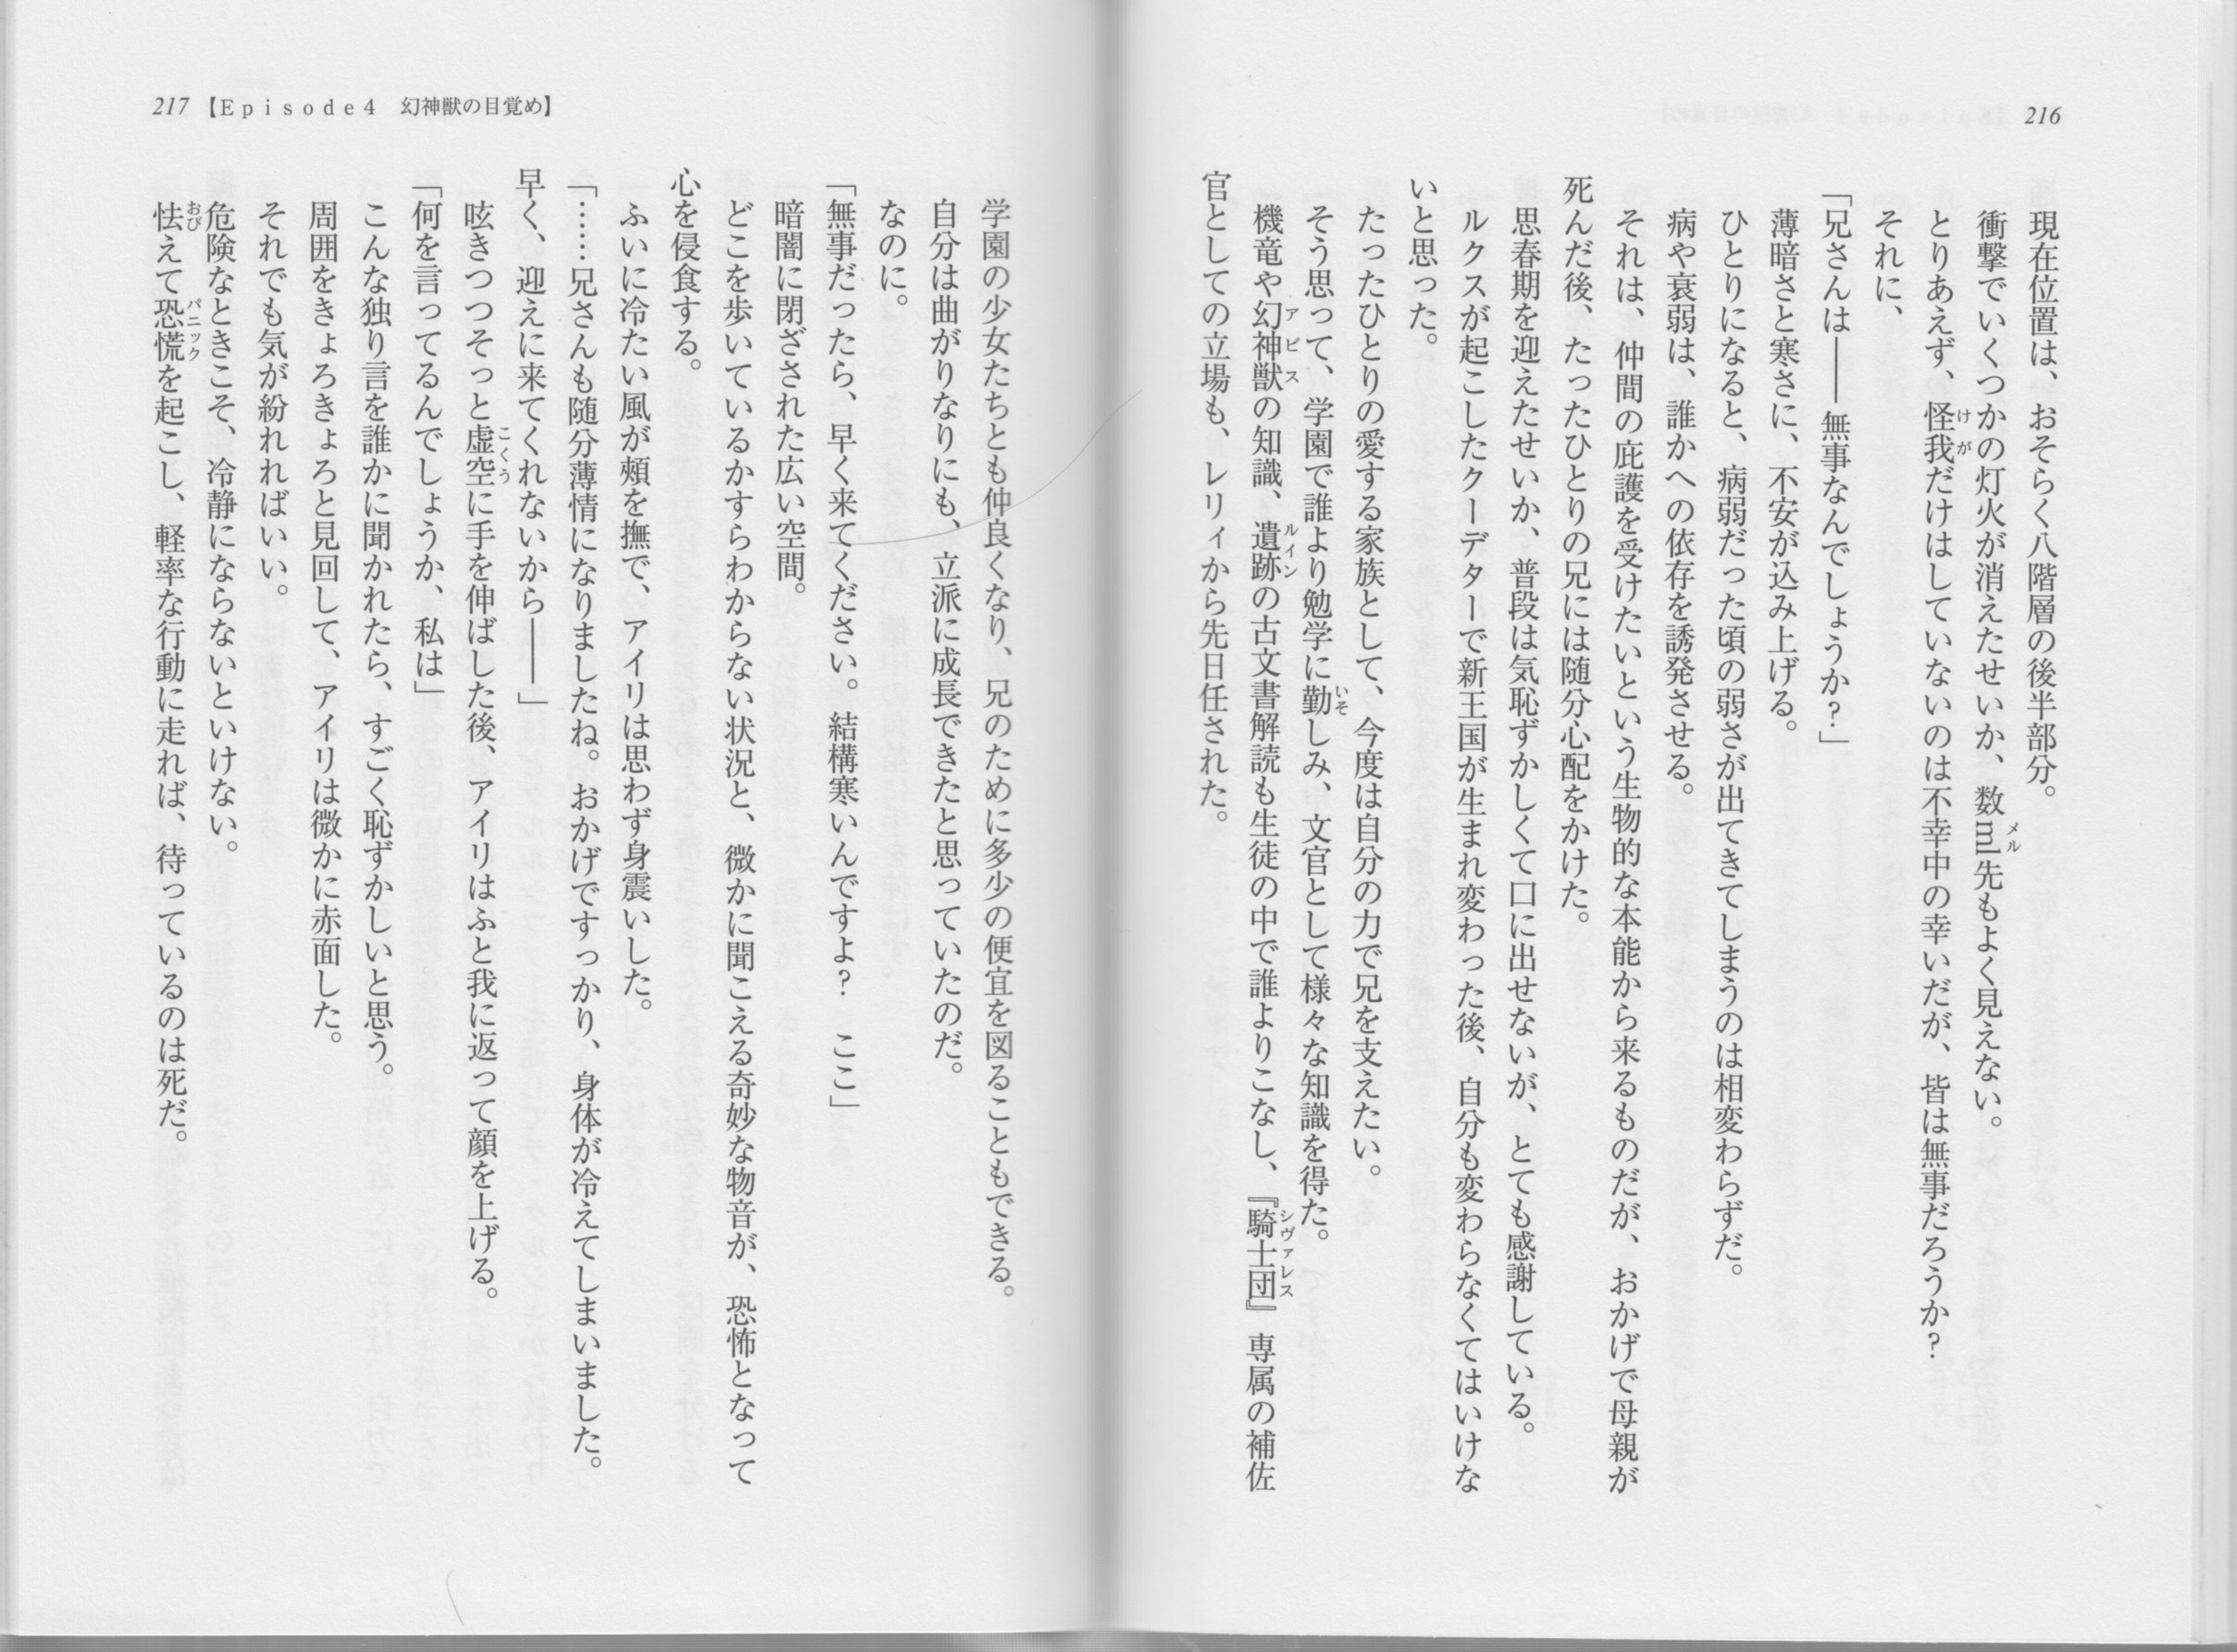 216
現在位置は、おそらく八階層の後半部分。
衝撃でいくつかの灯火が消えたせいか、数ml先もよく見えない。
とりあえず、怪我だけはしていないのは不幸中の幸いだが、皆は無事だろうか?
それに、
「兄さんは――無事なんでしょうか?」
薄暗さと寒さに、不安が込み上げる。
ひとりになると、病弱だった頃の弱さが出てきてしまうのは相変わらずだ。
病や衰弱は、誰かへの依存を誘発させる。
それは、仲間の庇護を受けたいという生物的な本能から来るものだが、おかげで母親が
死んだ後、たったひとりの兄には随分心配をかけた。
思春期を迎えたせいか、普段は気恥ずかしくて口に出せないが、とても感謝している。
ルクスが起こしたクーデターで新王国が生まれ変わった後、自分も変わらなくてはいけな
いと思った。
たったひとりの愛する家族として、今度は自分の力で兄を支えたい。
そう思って、学園で誰より勉学に勤しみ、文官として様々な知識を得た。
機竜や幻神獣の知識、遺跡の古文書解読も生徒の中で誰よりこなし、『騎士団』専属の補佐
官としての立場も、レリィから先日任された。
217【Episode4 幻神獣の目覚め】
学園の少女たちとも仲良くなり、兄のために多少の便宜を図ることもできる。
自分は曲がりなりにも、立派に成長できたと思っていたのだ。
なのに。
「無事だったら、早く来てください。結構寒いんですよ? ここ」
暗闇に閉ざされた広い空間。
どこを歩いているかすらわからない状況と、微かに聞こえる奇妙な物音が、恐怖となって
心を侵食する。
ふいに冷たい風が頰を撫で、アイリは思わず身震いした。
「……兄さんも随分薄情になりましたね。おかげですっかり、身体が冷えてしまいました。
早く、迎えに来てくれないから――」
呟きつつそっと虚空に手を伸ばした後、アイリはふと我に返って顔を上げる。
「何を言ってるんでしょうか、私は」
こんな独り言を誰かに聞かれたら、すごく恥ずかしいと思う。
周囲をきょろきょろと見回して、アイリは微かに赤面した。
それでも気が紛れればいい。
危険なときこそ、冷静にならないといけない。
怯えて恐慌を起こし、軽率な行動に走れば、待っているのは死だ。